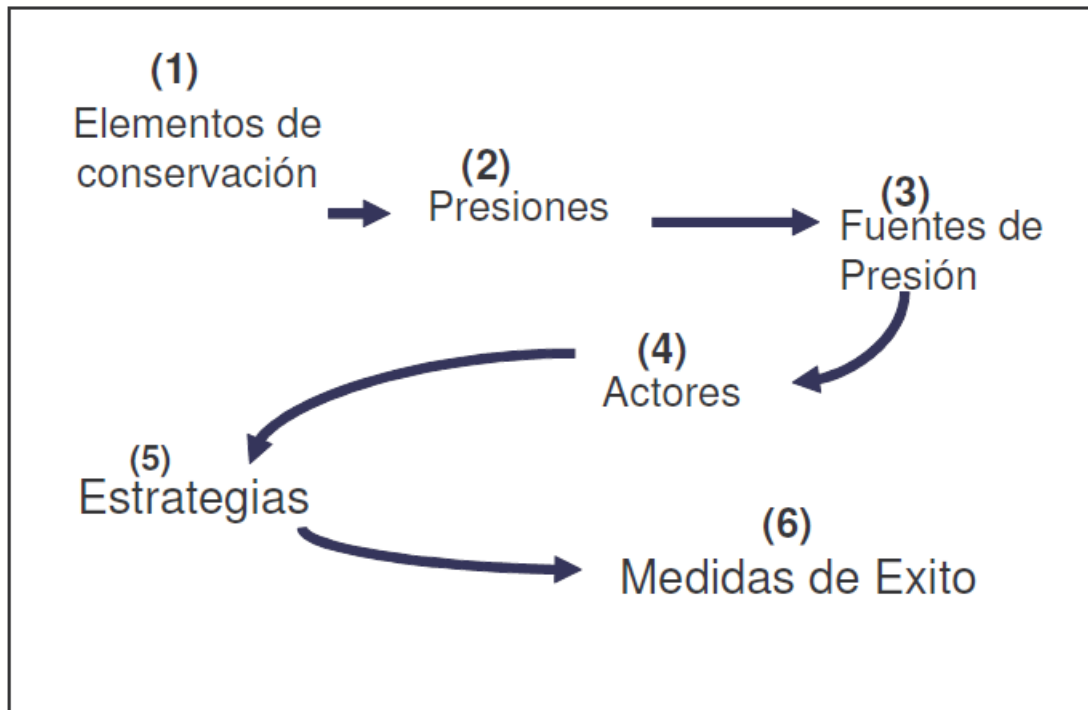 (1)
Elementos de
conservación
(2)
Presiones
(3)
Fuentes de
Presión
(4)
Actores
(5)
Estrategias
(6)
Medidas de Exito